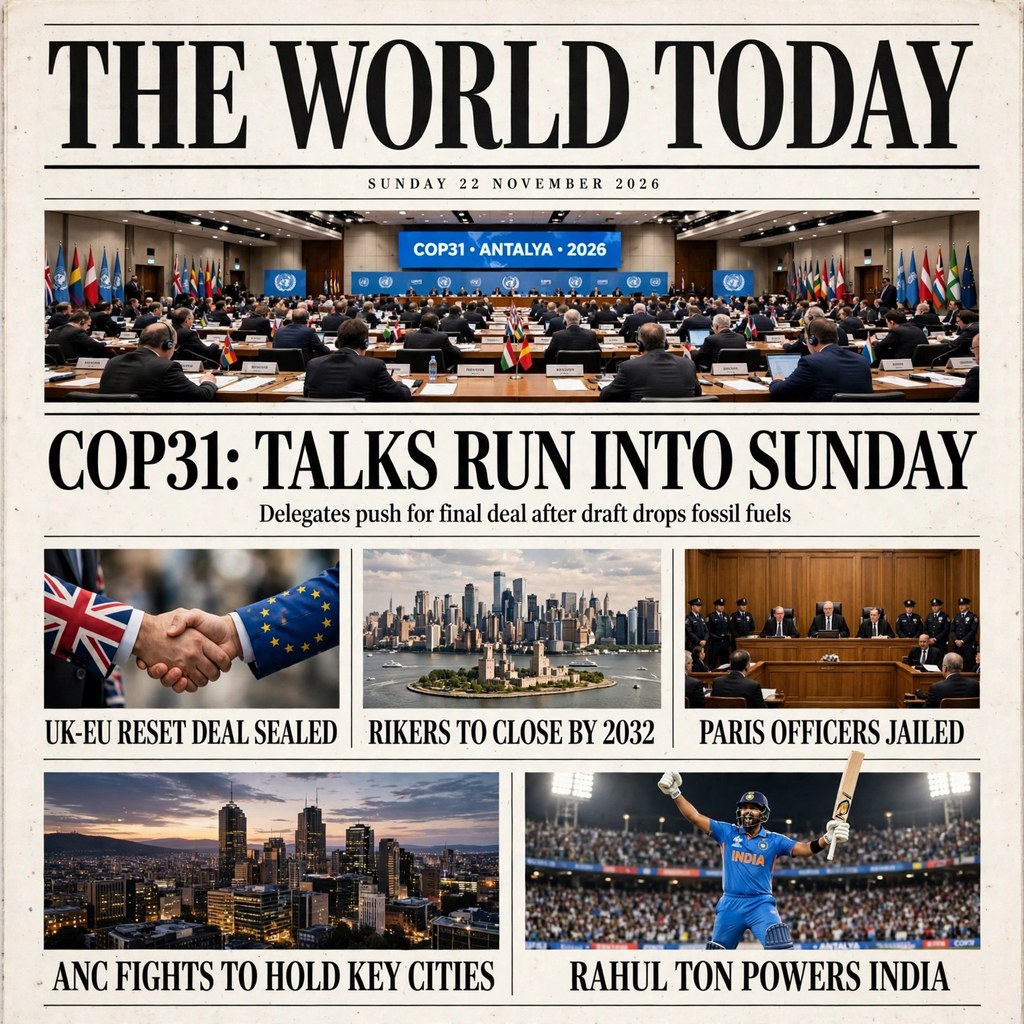 THE WORLD TODAY
SUNDAY 22 NOVEMBER 2026
COP31 · ANTALYA · 2026
COP31: TALKS RUN INTO SUNDAY
Delegates push for final deal after draft drops fossil fuels
UK-EU RESET DEAL SEALED
RIKERS TO CLOSE BY 2032
PARIS OFFICERS JAILED
INDIA
ANTALYA
COP31
ANC FIGHTS TO HOLD KEY CITIES
RAHUL TON POWERS INDIA